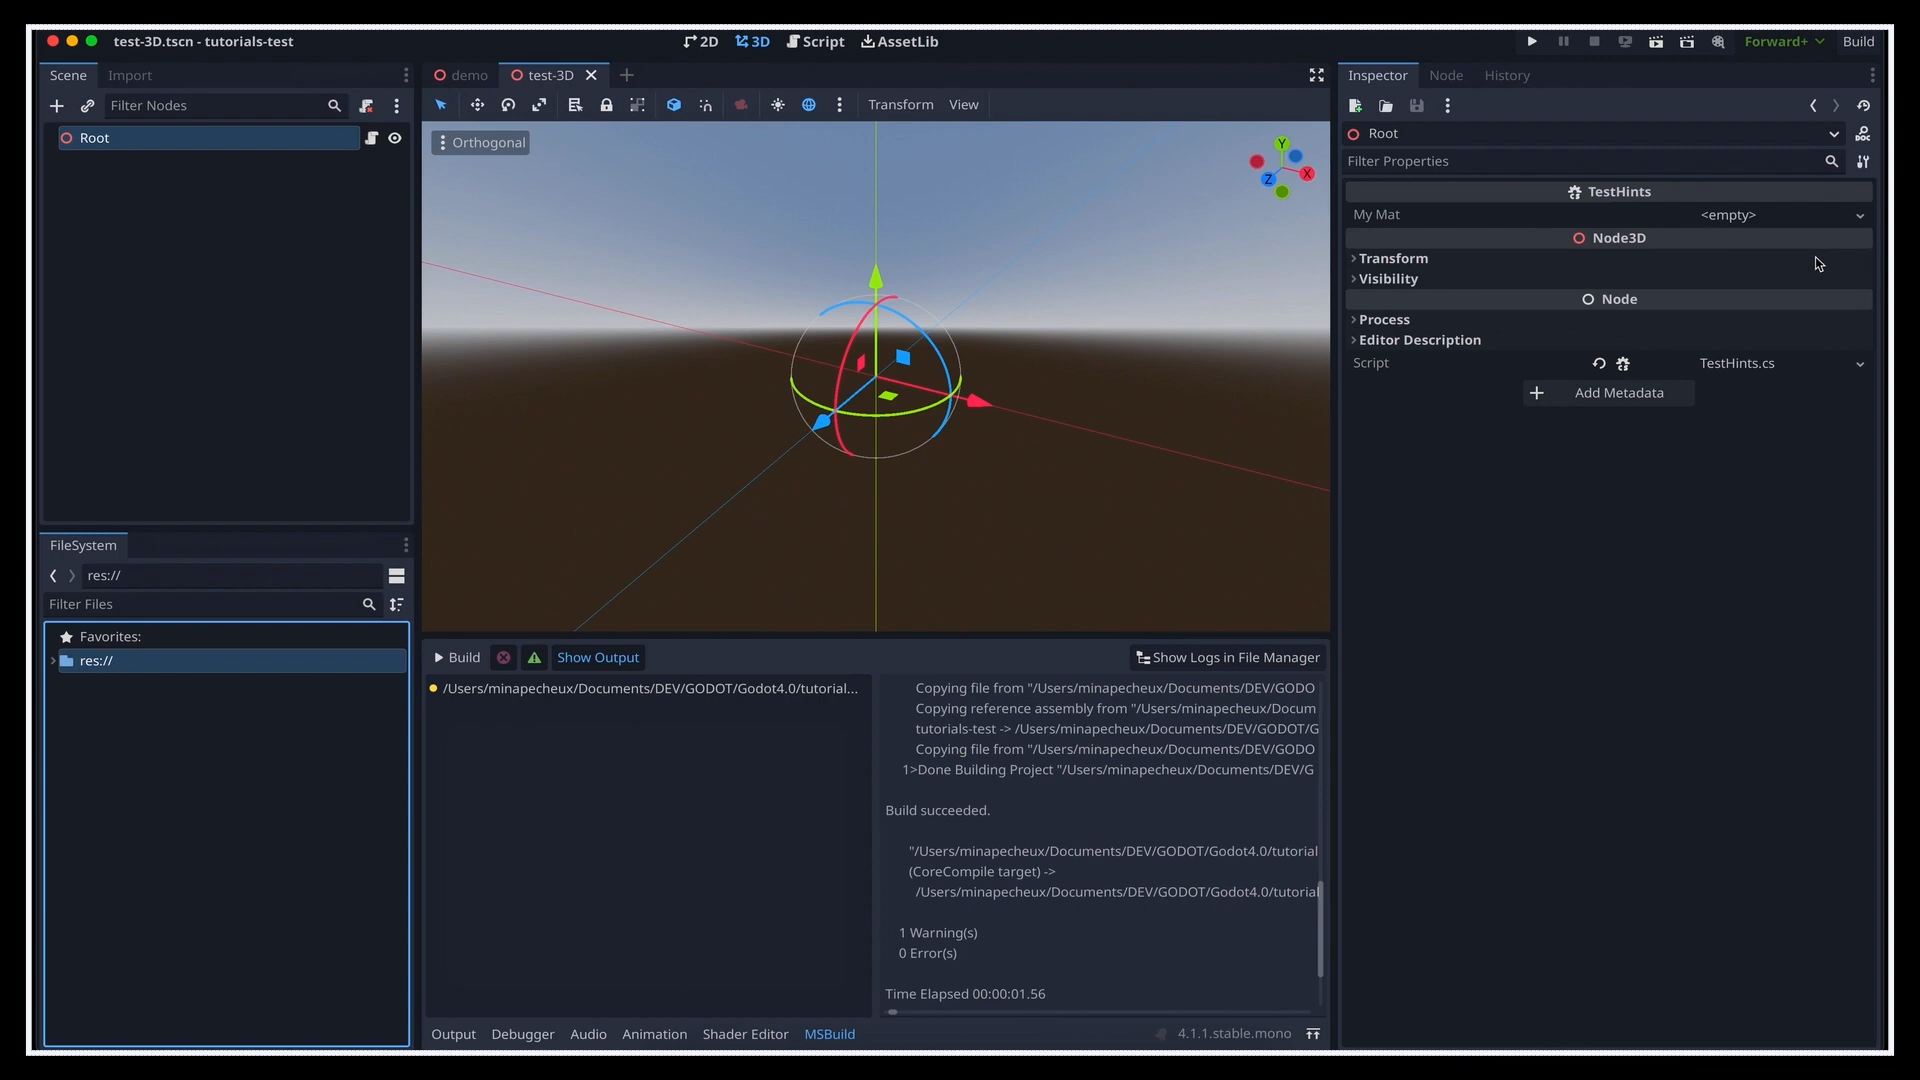 test-3D.tscn - tutorials-test
2D
3D
Script
AssetLib
Forward+
Build
Scene
Import
Filter Nodes
Root
FileSystem
res://
Filter Files
Favorites:
res://
demo
test-3D
Transform
View
Orthogonal
Y
X
Z
Build
Show Output
Show Logs in File Manager
/Users/minapecheux/Documents/DEV/GODOT/Godot4.0/tutorial...
Copying file from "/Users/minapecheux/Documents/DEV/GODO
Copying reference assembly from "/Users/minapecheux/Docum
tutorials-test -> /Users/minapecheux/Documents/DEV/GODOT/G
Copying file from "/Users/minapecheux/Documents/DEV/GODO
1>Done Building Project "/Users/minapecheux/Documents/DEV/G
Build succeeded.
"/Users/minapecheux/Documents/DEV/GODOT/Godot4.0/tutorial
(CoreCompile target) ->
/Users/minapecheux/Documents/DEV/GODOT/Godot4.0/tutorial
1 Warning(s)
0 Error(s)
Time Elapsed 00:00:01.56
Output
Debugger
Audio
Animation
Shader Editor
MSBuild
4.1.1.stable.mono
Inspector
Node
History
Root
DOC
Filter Properties
TestHints
My Mat
<empty>
Node3D
Transform
Visibility
Node
Process
Editor Description
Script
TestHints.cs
Add Metadata